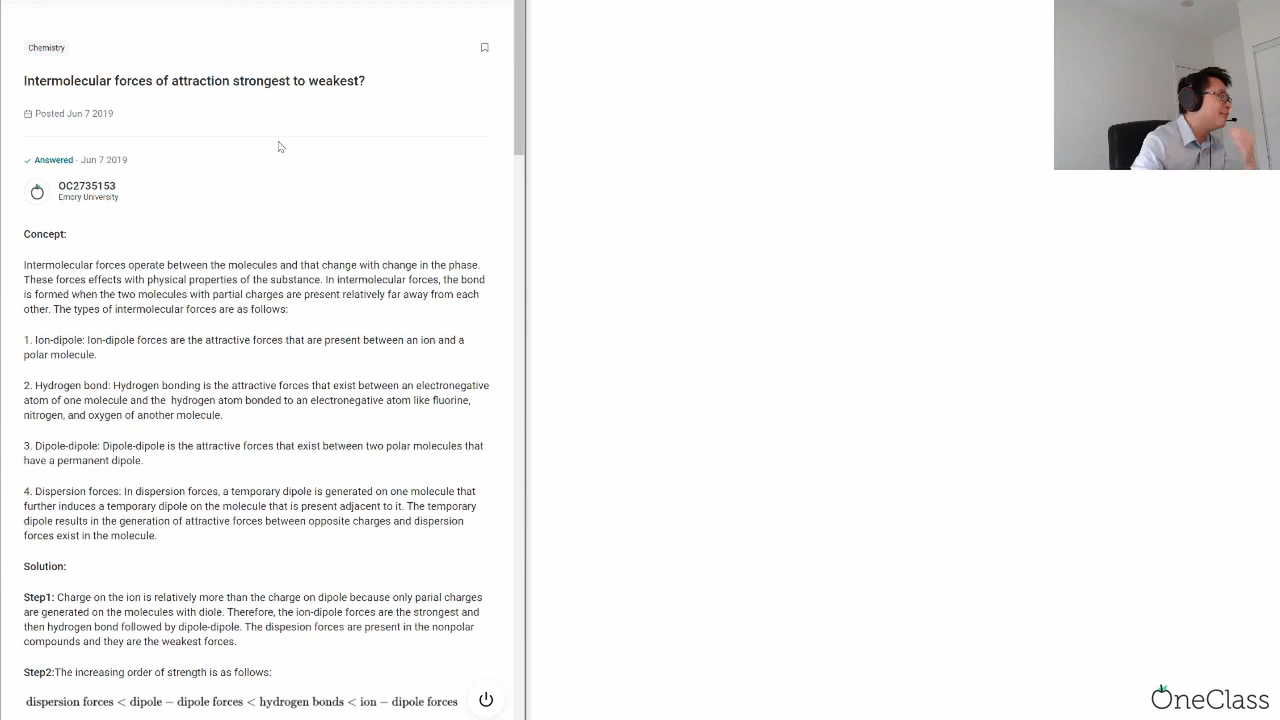 Chemistry
Intermolecular forces of attraction strongest to weakest?
Posted Jun 7 2019
Answered · Jun 7 2019
OC2735153
Emory University
Concept:
Intermolecular forces operate between the molecules and that change with change in the phase.
These forces effects with physical properties of the substance. In intermolecular forces, the bond
is formed when the two molecules with partial charges are present relatively far away from each
other. The types of intermolecular forces are as follows:
1. Ion-dipole: Ion-dipole forces are the attractive forces that are present between an ion and a
polar molecule.
2. Hydrogen bond: Hydrogen bonding is the attractive forces that exist between an electronegative
atom of one molecule and the hydrogen atom bonded to an electronegative atom like fluorine,
nitrogen, and oxygen of another molecule.
3. Dipole-dipole: Dipole-dipole is the attractive forces that exist between two polar molecules that
have a permanent dipole.
4. Dispersion forces: In dispersion forces, a temporary dipole is generated on one molecule that
further induces a temporary dipole on the molecule that is present adjacent to it. The temporary
dipole results in the generation of attractive forces between opposite charges and dispersion
forces exist in the molecule.
Solution:
Step1: Charge on the ion is relatively more than the charge on dipole because only parial charges
are generated on the molecules with diole. Therefore, the ion-dipole forces are the strongest and
then hydrogen bond followed by dipole-dipole. The dispesion forces are present in the nonpolar
compounds and they are the weakest forces.
Step2:The increasing order of strength is as follows:
dispersion forces < dipole − dipole forces < hydrogen bonds < ion − dipole forces
OneClass